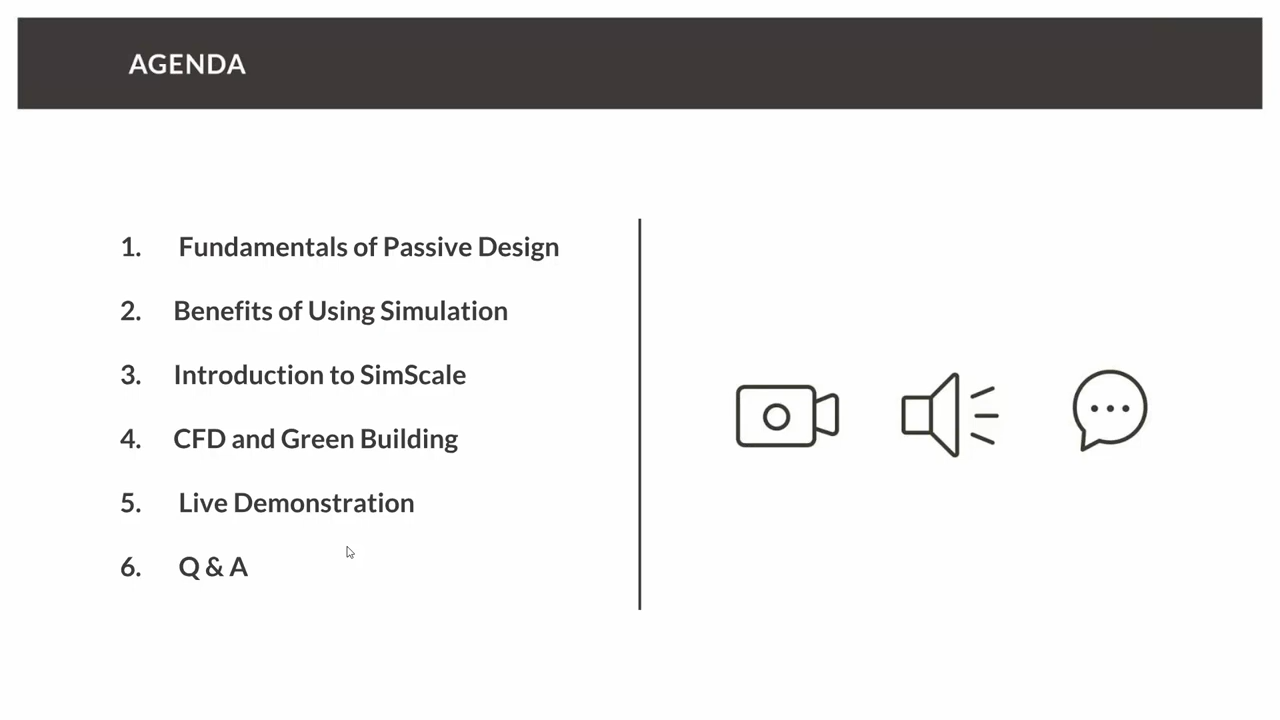 AGENDA
1. Fundamentals of Passive Design
2. Benefits of Using Simulation
3. Introduction to SimScale
4. CFD and Green Building
5. Live Demonstration
6. Q & A